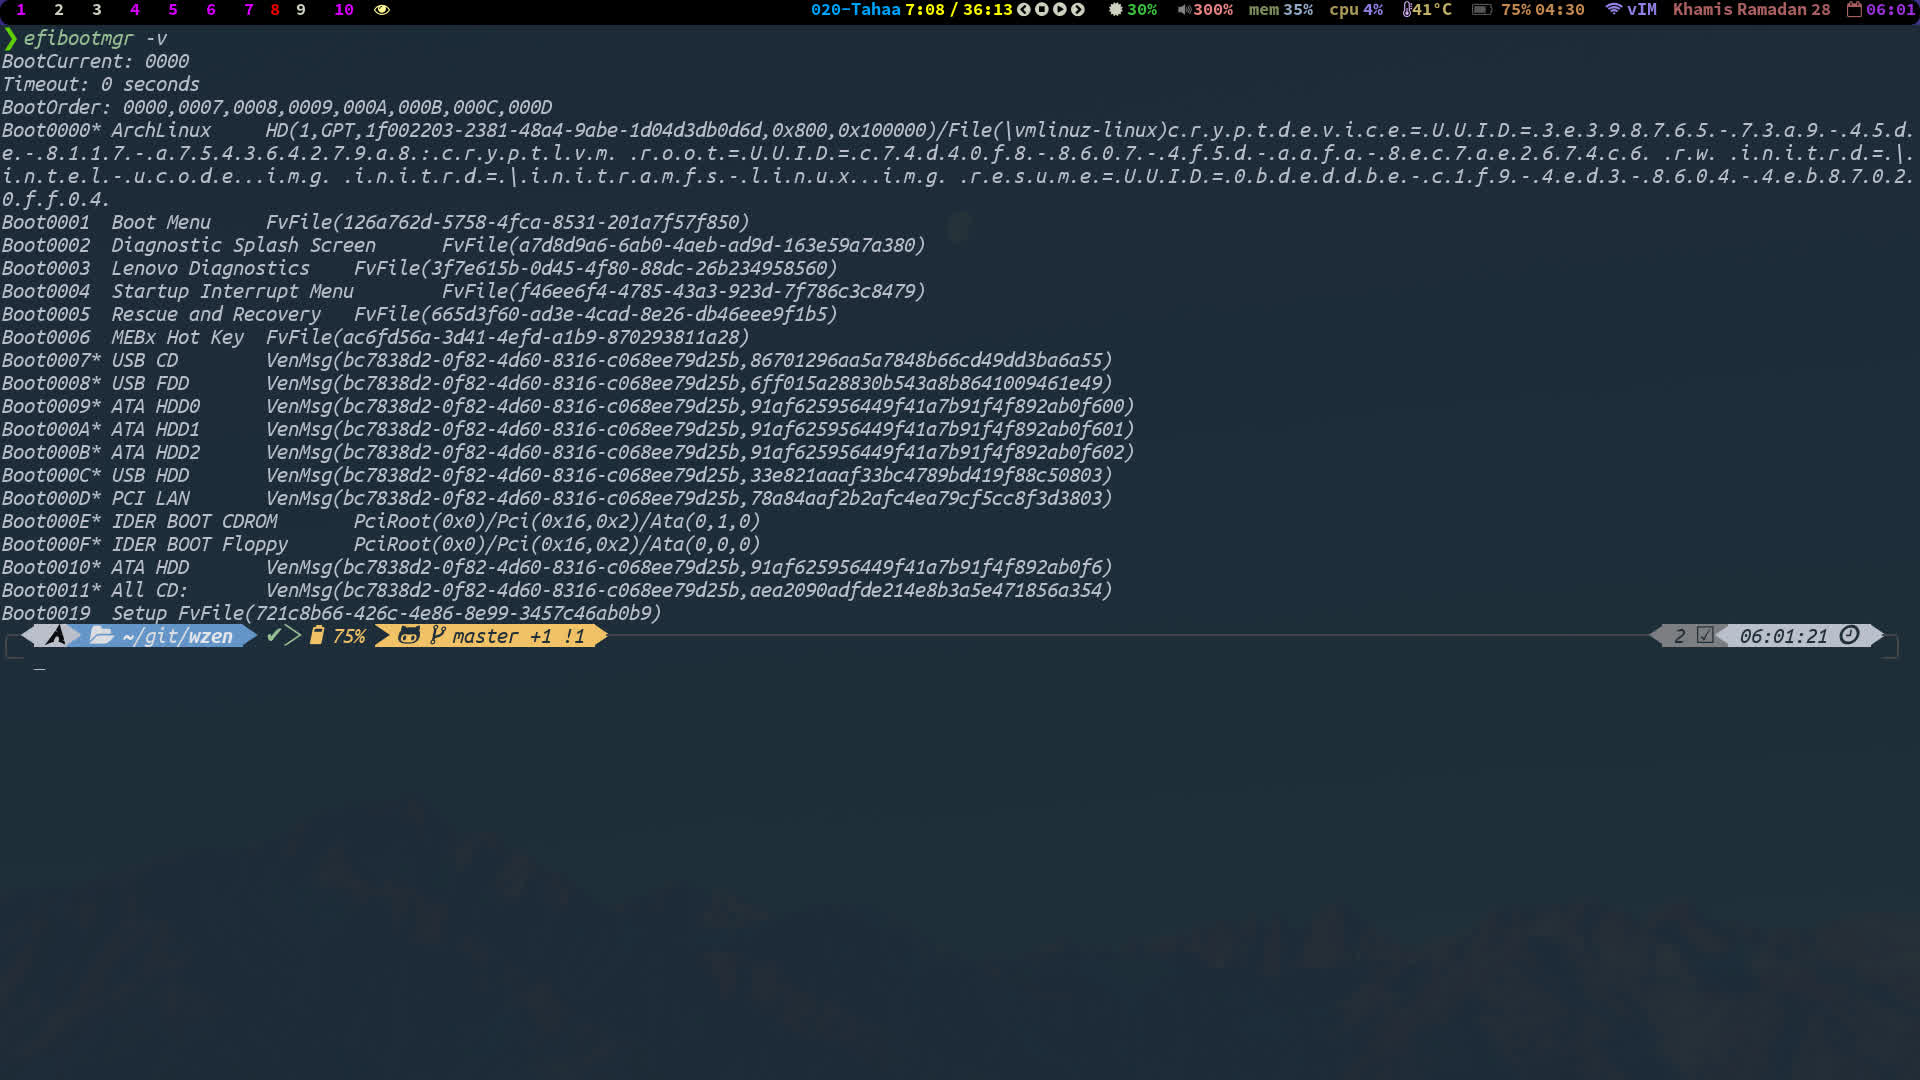 1 2 3 4 5 6 7 8 9 10 020-Tahaa 7:08 / 36:13 30% 300% mem 35% cpu 4% 41°C 75% 04:30 vIM Khamis Ramadan 28 06:01
❯ efibootmgr -v
BootCurrent: 0000
Timeout: 0 seconds
BootOrder: 0000,0007,0008,0009,000A,000B,000C,000D
Boot0000* ArchLinux HD(1,GPT,1f002203-2381-48a4-9abe-1d04d3db0d6d,0x800,0x100000)/File(\vmlinuz-linux)c.r.y.p.t.d.e.v.i.c.e.=.U.U.I.D.=.3.e.3.9.8.7.6.5.-.7.3.a.9.-.4.5.d.
e.-.8.1.1.7.-.a.7.5.4.3.6.4.2.7.9.a.8.:.c.r.y.p.t.l.v.m. .r.o.o.t.=.U.U.I.D.=.c.7.4.d.4.0.f.8.-.8.6.0.7.-.4.f.5.d.-.a.a.f.a.-.8.e.c.7.a.e.2.6.7.4.c.6. .r.w. .i.n.i.t.r.d.=.\.
i.n.t.e.l.-.u.c.o.d.e...i.m.g. .i.n.i.t.r.d.=.\.i.n.i.t.r.a.m.f.s.-.l.i.n.u.x...i.m.g. .r.e.s.u.m.e.=.U.U.I.D.=.0.b.d.e.d.d.b.e.-.c.1.f.9.-.4.e.d.3.-.8.6.0.4.-.4.e.b.8.7.0.2.
0.f.f.0.4.
Boot0001 Boot Menu FvFile(126a762d-5758-4fca-8531-201a7f57f850)
Boot0002 Diagnostic Splash Screen FvFile(a7d8d9a6-6ab0-4aeb-ad9d-163e59a7a380)
Boot0003 Lenovo Diagnostics FvFile(3f7e615b-0d45-4f80-88dc-26b234958560)
Boot0004 Startup Interrupt Menu FvFile(f46ee6f4-4785-43a3-923d-7f786c3c8479)
Boot0005 Rescue and Recovery FvFile(665d3f60-ad3e-4cad-8e26-db46eee9f1b5)
Boot0006 MEBx Hot Key FvFile(ac6fd56a-3d41-4efd-a1b9-870293811a28)
Boot0007* USB CD VenMsg(bc7838d2-0f82-4d60-8316-c068ee79d25b,86701296aa5a7848b66cd49dd3ba6a55)
Boot0008* USB FDD VenMsg(bc7838d2-0f82-4d60-8316-c068ee79d25b,6ff015a28830b543a8b8641009461e49)
Boot0009* ATA HDD0 VenMsg(bc7838d2-0f82-4d60-8316-c068ee79d25b,91af625956449f41a7b91f4f892ab0f600)
Boot000A* ATA HDD1 VenMsg(bc7838d2-0f82-4d60-8316-c068ee79d25b,91af625956449f41a7b91f4f892ab0f601)
Boot000B* ATA HDD2 VenMsg(bc7838d2-0f82-4d60-8316-c068ee79d25b,91af625956449f41a7b91f4f892ab0f602)
Boot000C* USB HDD VenMsg(bc7838d2-0f82-4d60-8316-c068ee79d25b,33e821aaaf33bc4789bd419f88c50803)
Boot000D* PCI LAN VenMsg(bc7838d2-0f82-4d60-8316-c068ee79d25b,78a84aaf2b2afc4ea79cf5cc8f3d3803)
Boot000E* IDER BOOT CDROM PciRoot(0x0)/Pci(0x16,0x2)/Ata(0,1,0)
Boot000F* IDER BOOT Floppy PciRoot(0x0)/Pci(0x16,0x2)/Ata(0,0,0)
Boot0010* ATA HDD VenMsg(bc7838d2-0f82-4d60-8316-c068ee79d25b,91af625956449f41a7b91f4f892ab0f6)
Boot0011* All CD: VenMsg(bc7838d2-0f82-4d60-8316-c068ee79d25b,aea2090adfde214e8b3a5e471856a354)
Boot0019 Setup FvFile(721c8b66-426c-4e86-8e99-3457c46ab0b9)
~/git/wzen ✔ 75% master +1 !1 2 06:01:21
_